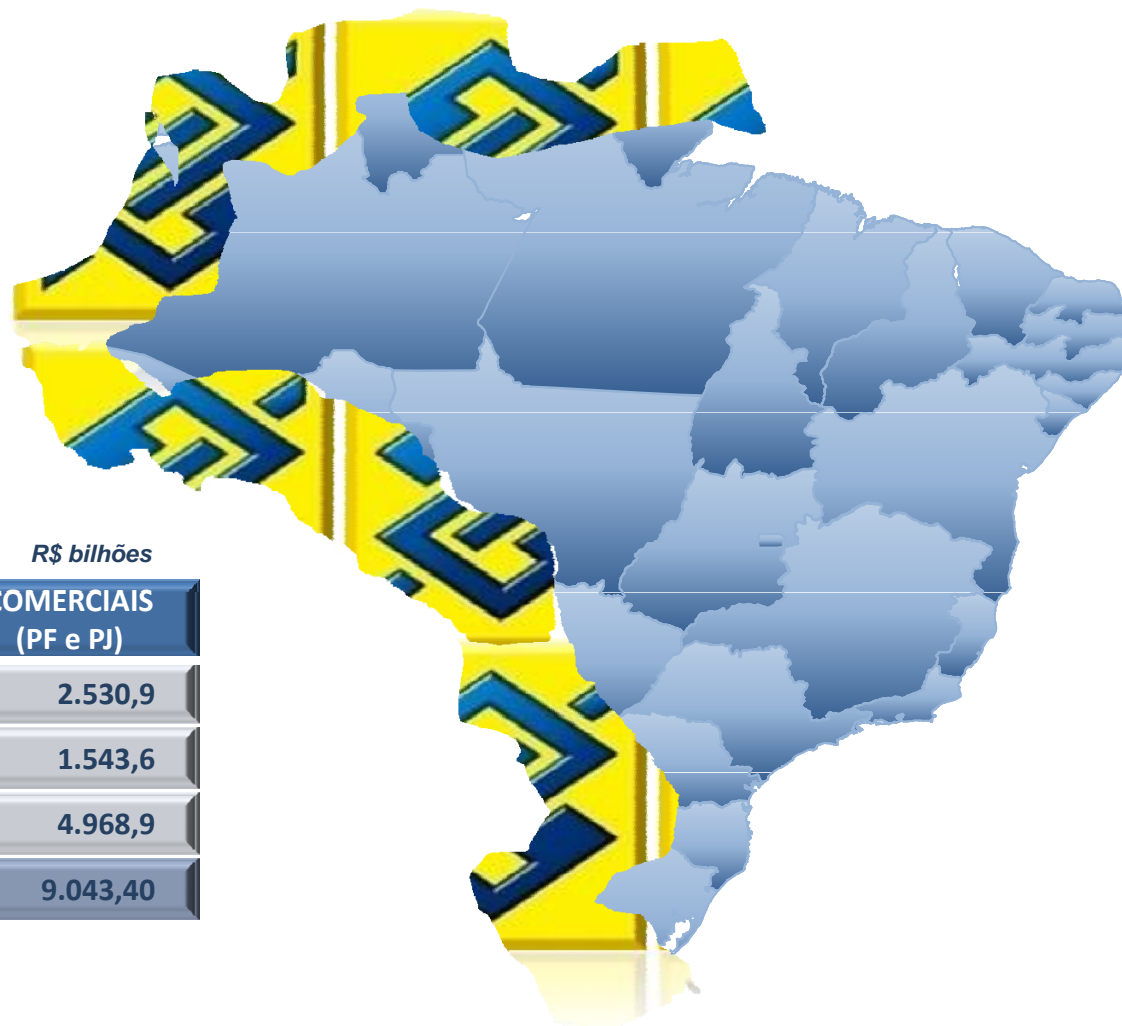 R$ bilhões
COMERCIAIS
(PF e PJ)
2.530,9
1.543,6
4.968,9
9.043,40